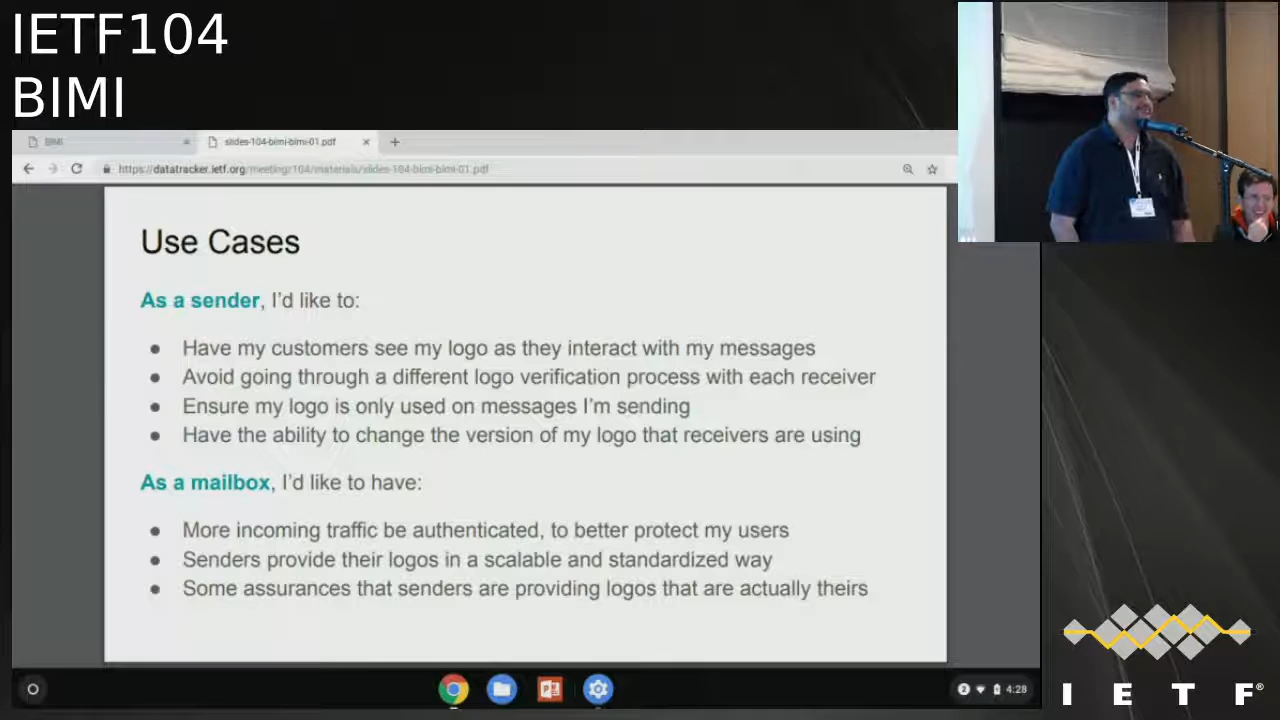 IETF104
BIMI
BIMI
slides-104-bimi-bimi-01.pdf
https://datatracker.ietf.org/meeting/104/materials/slides-104-bimi-bimi-01.pdf
Use Cases
As a sender, I'd like to:
● Have my customers see my logo as they interact with my messages
● Avoid going through a different logo verification process with each receiver
● Ensure my logo is only used on messages I'm sending
● Have the ability to change the version of my logo that receivers are using
As a mailbox, I'd like to have:
● More incoming traffic be authenticated, to better protect my users
● Senders provide their logos in a scalable and standardized way
● Some assurances that senders are providing logos that are actually theirs
2 4:28
I E T F®